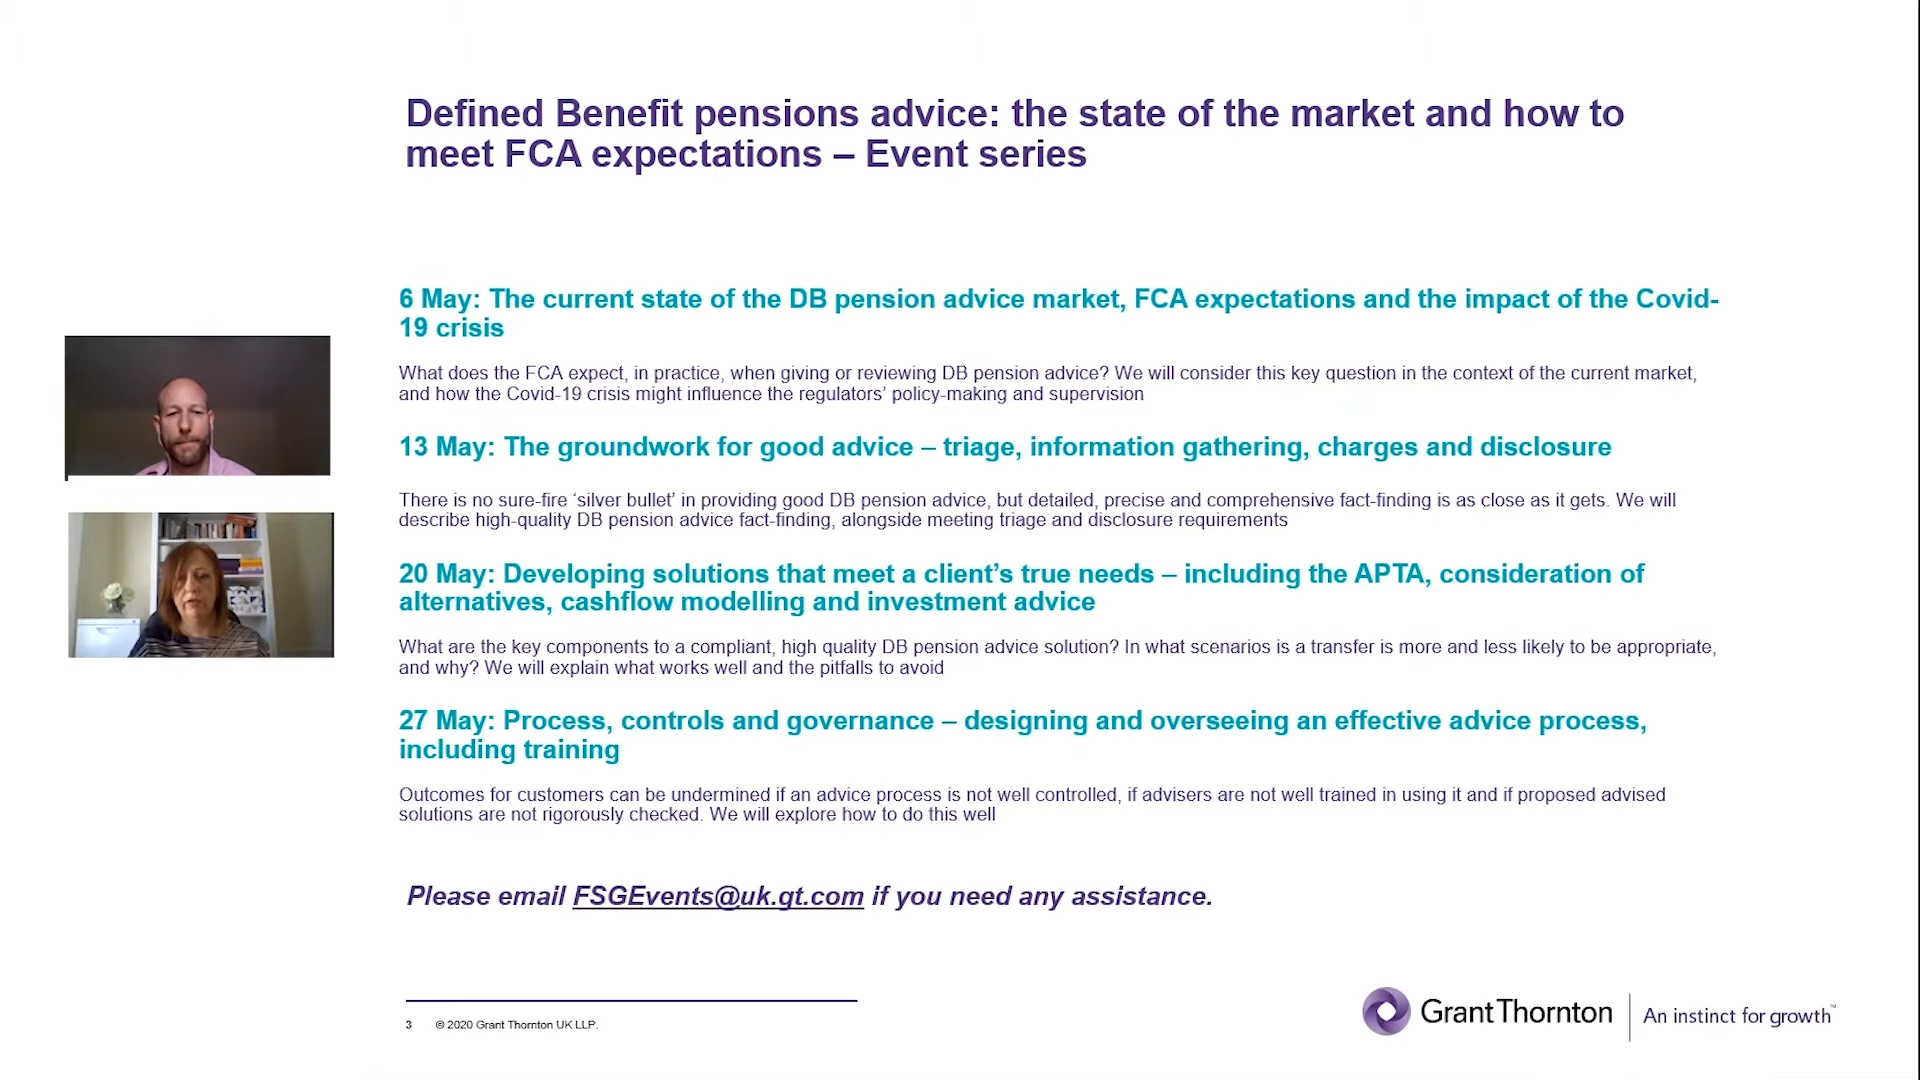 Defined Benefit pensions advice: the state of the market and how to
meet FCA expectations – Event series
6 May: The current state of the DB pension advice market, FCA expectations and the impact of the Covid-
19 crisis
What does the FCA expect, in practice, when giving or reviewing DB pension advice? We will consider this key question in the context of the current market,
and how the Covid-19 crisis might influence the regulators’ policy-making and supervision
13 May: The groundwork for good advice – triage, information gathering, charges and disclosure
There is no sure-fire ‘silver bullet’ in providing good DB pension advice, but detailed, precise and comprehensive fact-finding is as close as it gets. We will
describe high-quality DB pension advice fact-finding, alongside meeting triage and disclosure requirements
20 May: Developing solutions that meet a client’s true needs – including the APTA, consideration of
alternatives, cashflow modelling and investment advice
What are the key components to a compliant, high quality DB pension advice solution? In what scenarios is a transfer is more and less likely to be appropriate,
and why? We will explain what works well and the pitfalls to avoid
27 May: Process, controls and governance – designing and overseeing an effective advice process,
including training
Outcomes for customers can be undermined if an advice process is not well controlled, if advisers are not well trained in using it and if proposed advised
solutions are not rigorously checked. We will explore how to do this well
Please email FSGEvents@uk.gt.com if you need any assistance.
3 © 2020 Grant Thornton UK LLP.
Grant Thornton An instinct for growth™